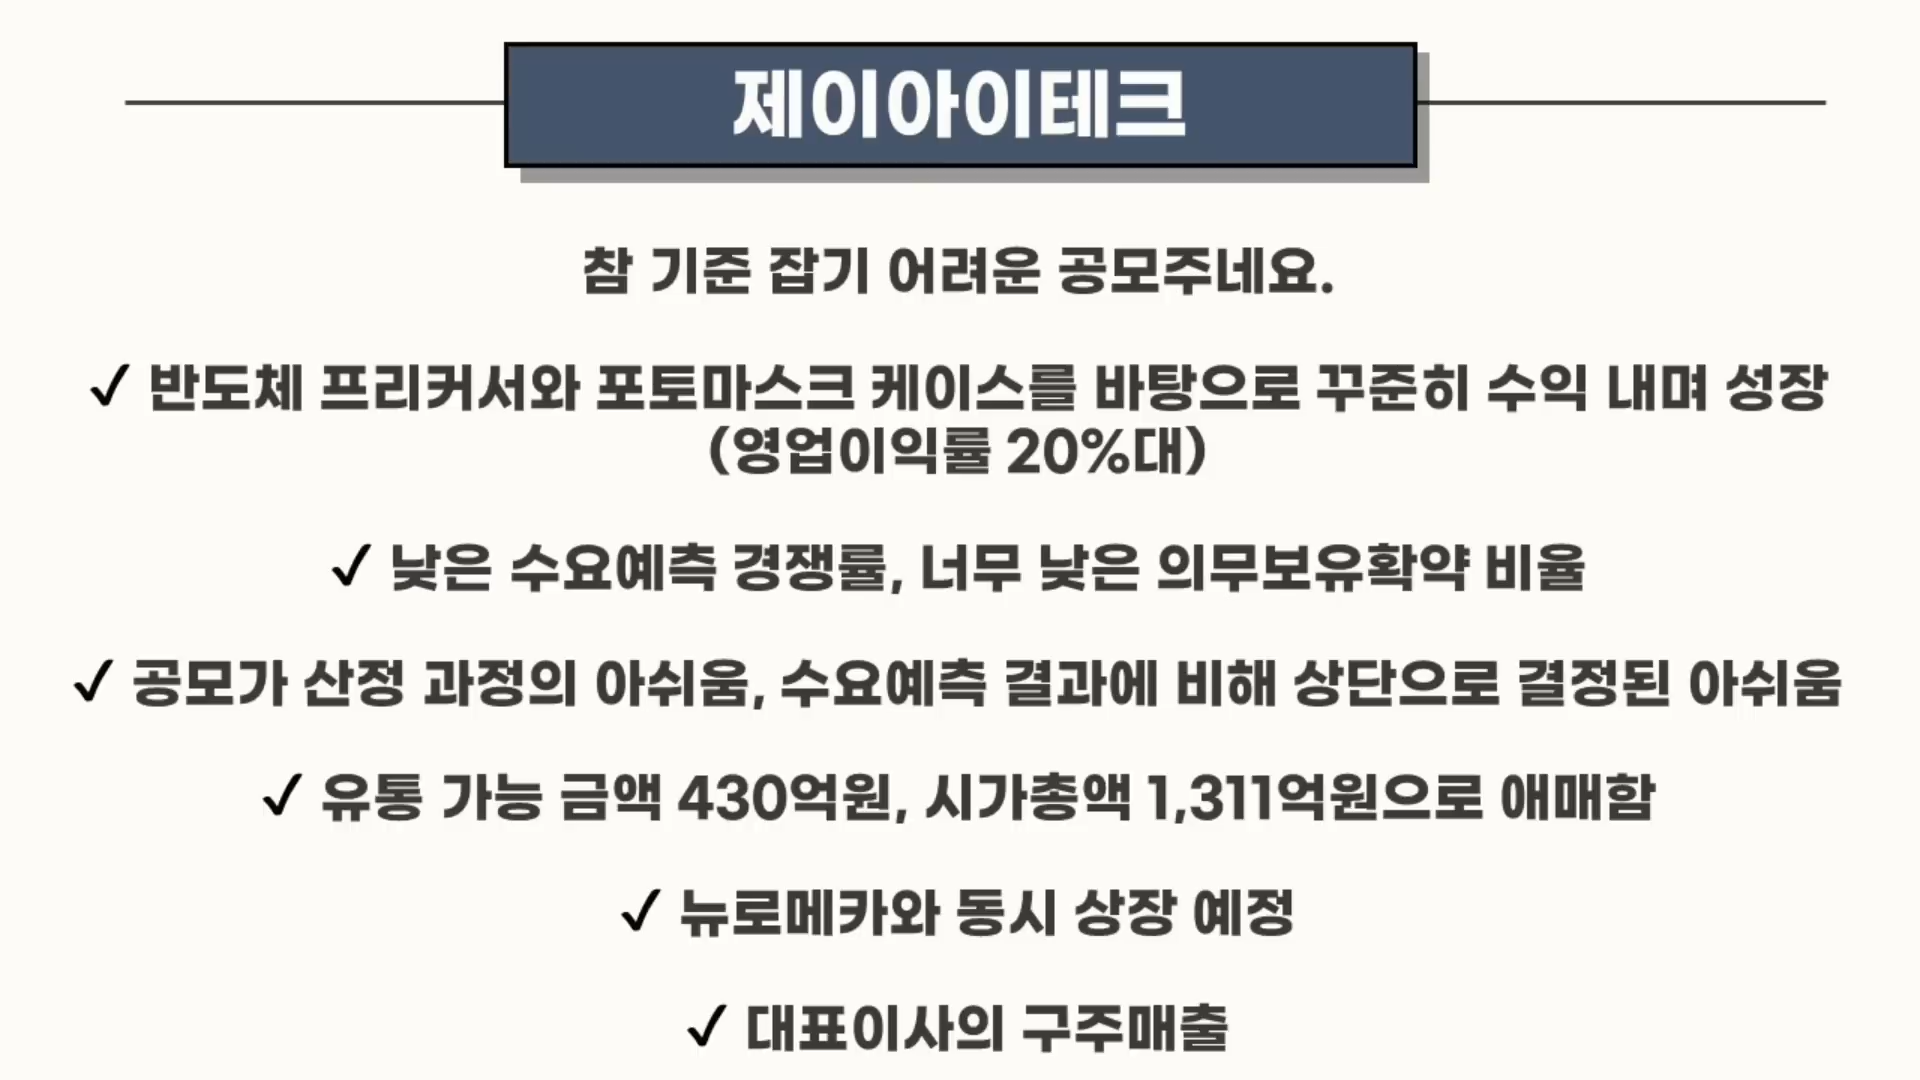 제이아이테크
참 기준 잡기 어려운 공모주네요.
✓ 반도체 프리커서와 포토마스크 케이스를 바탕으로 꾸준히 수익 내며 성장
(영업이익률 20%대)
✓ 낮은 수요예측 경쟁률, 너무 낮은 의무보유확약 비율
✓ 공모가 산정 과정의 아쉬움, 수요예측 결과에 비해 상단으로 결정된 아쉬움
✓ 유통 가능 금액 430억원, 시가총액 1,311억원으로 애매함
✓ 뉴로메카와 동시 상장 예정
✓ 대표이사의 구주매출